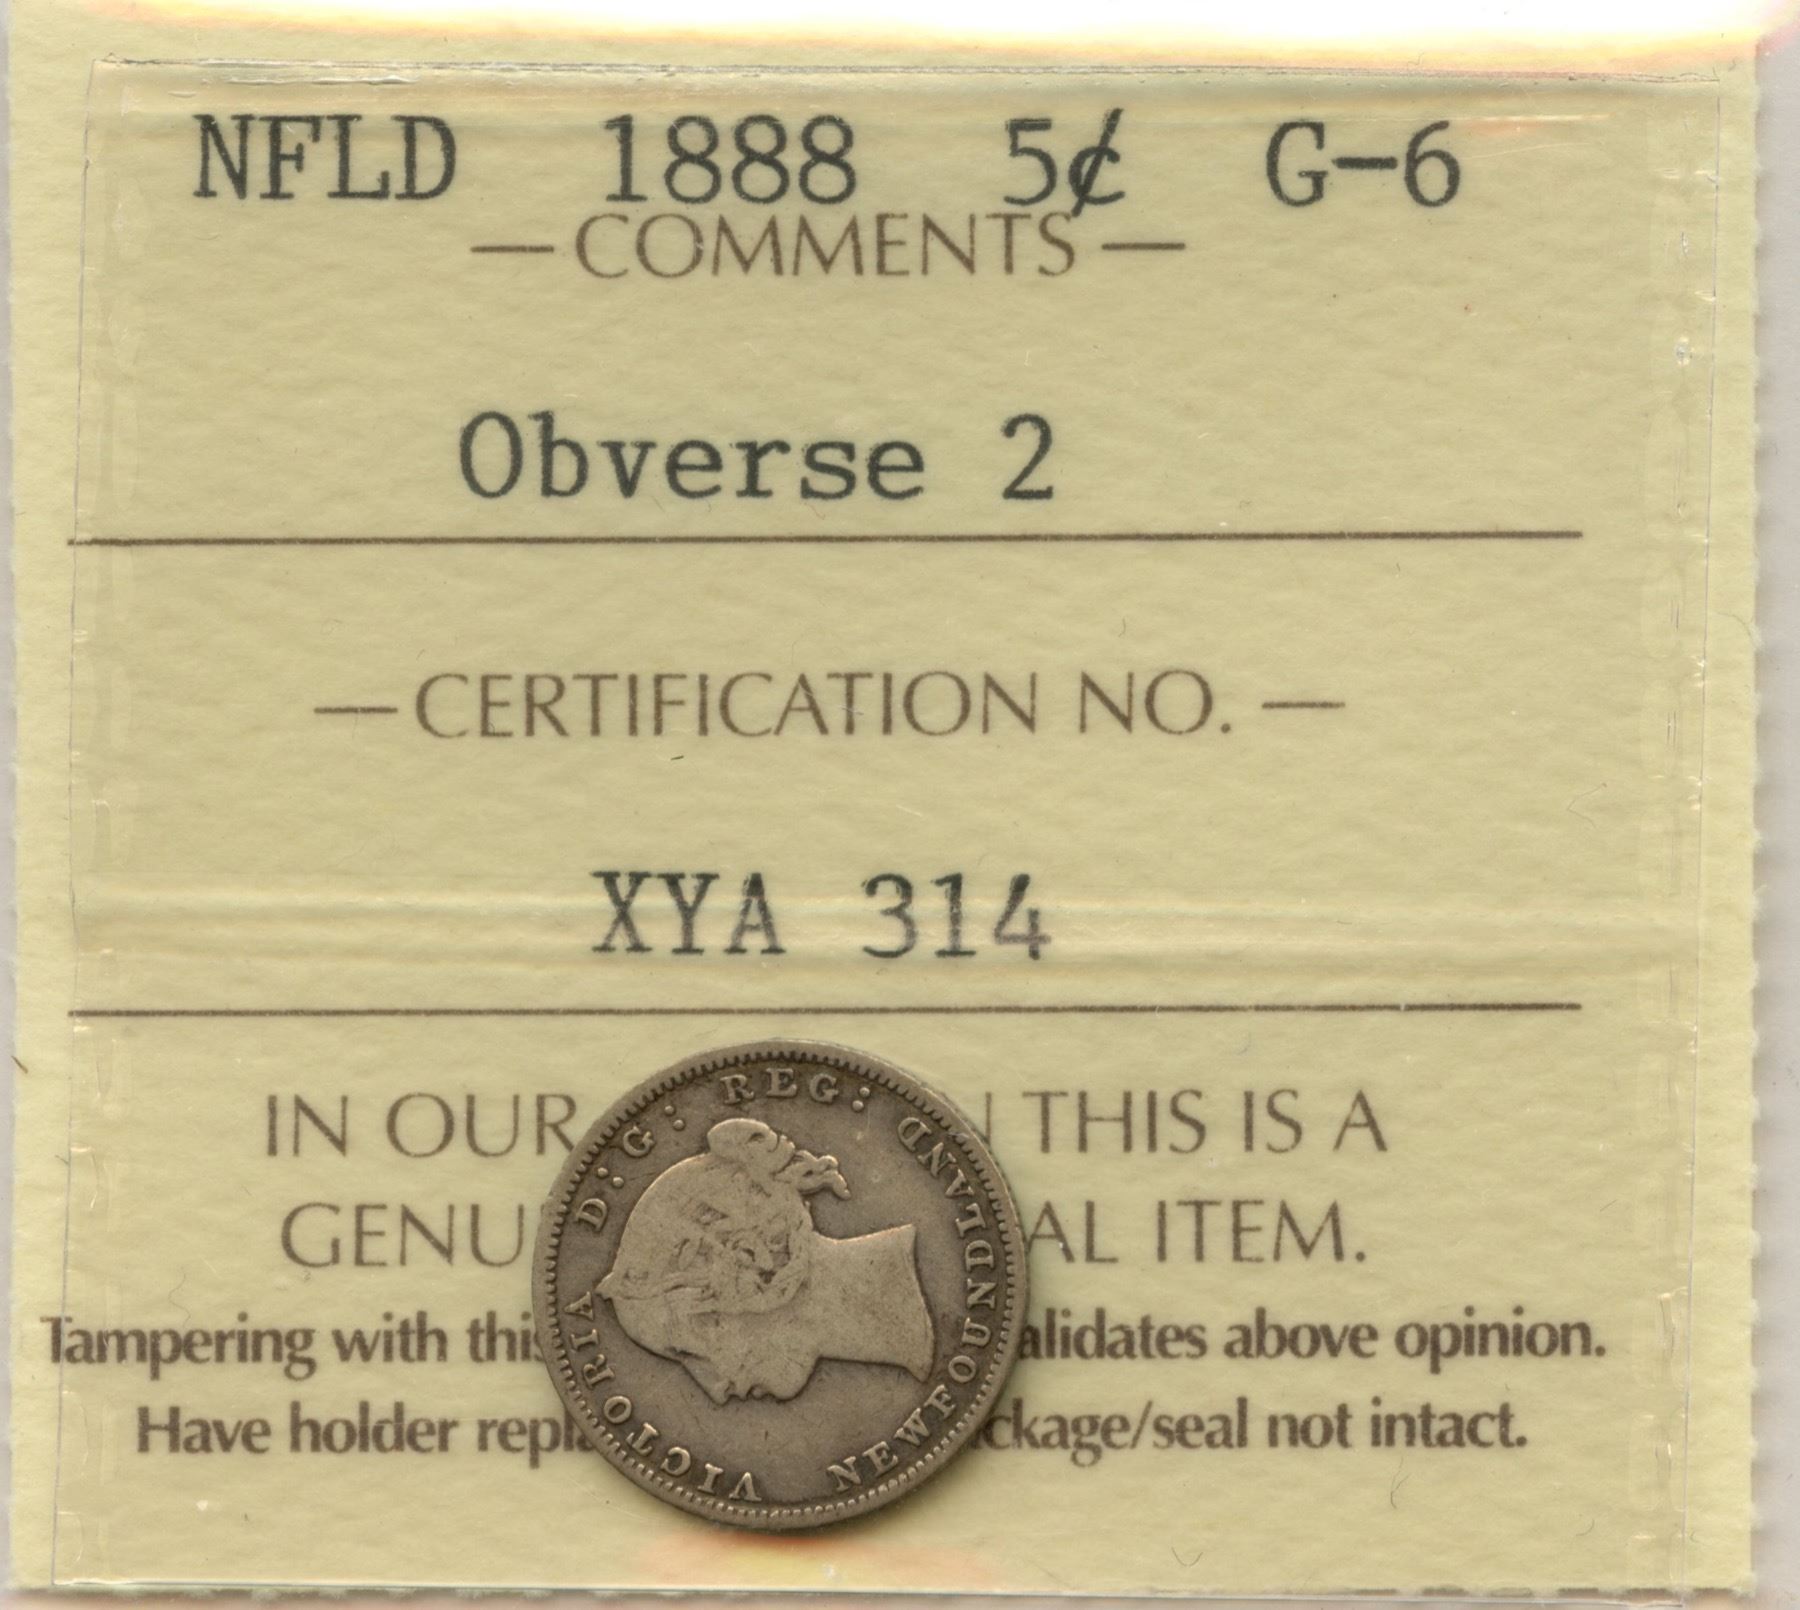 NFLD 1888 5¢ G-6
—COMMENTS—
Obverse 2
—CERTIFICATION NO.—
XYA 314
IN OUR THIS IS A
GENU AL ITEM.
Tampering with this alidates above opinion.
Have holder repla ckage/seal not intact.
VICTORIA D:G: REG: NEWFOUNDLAND